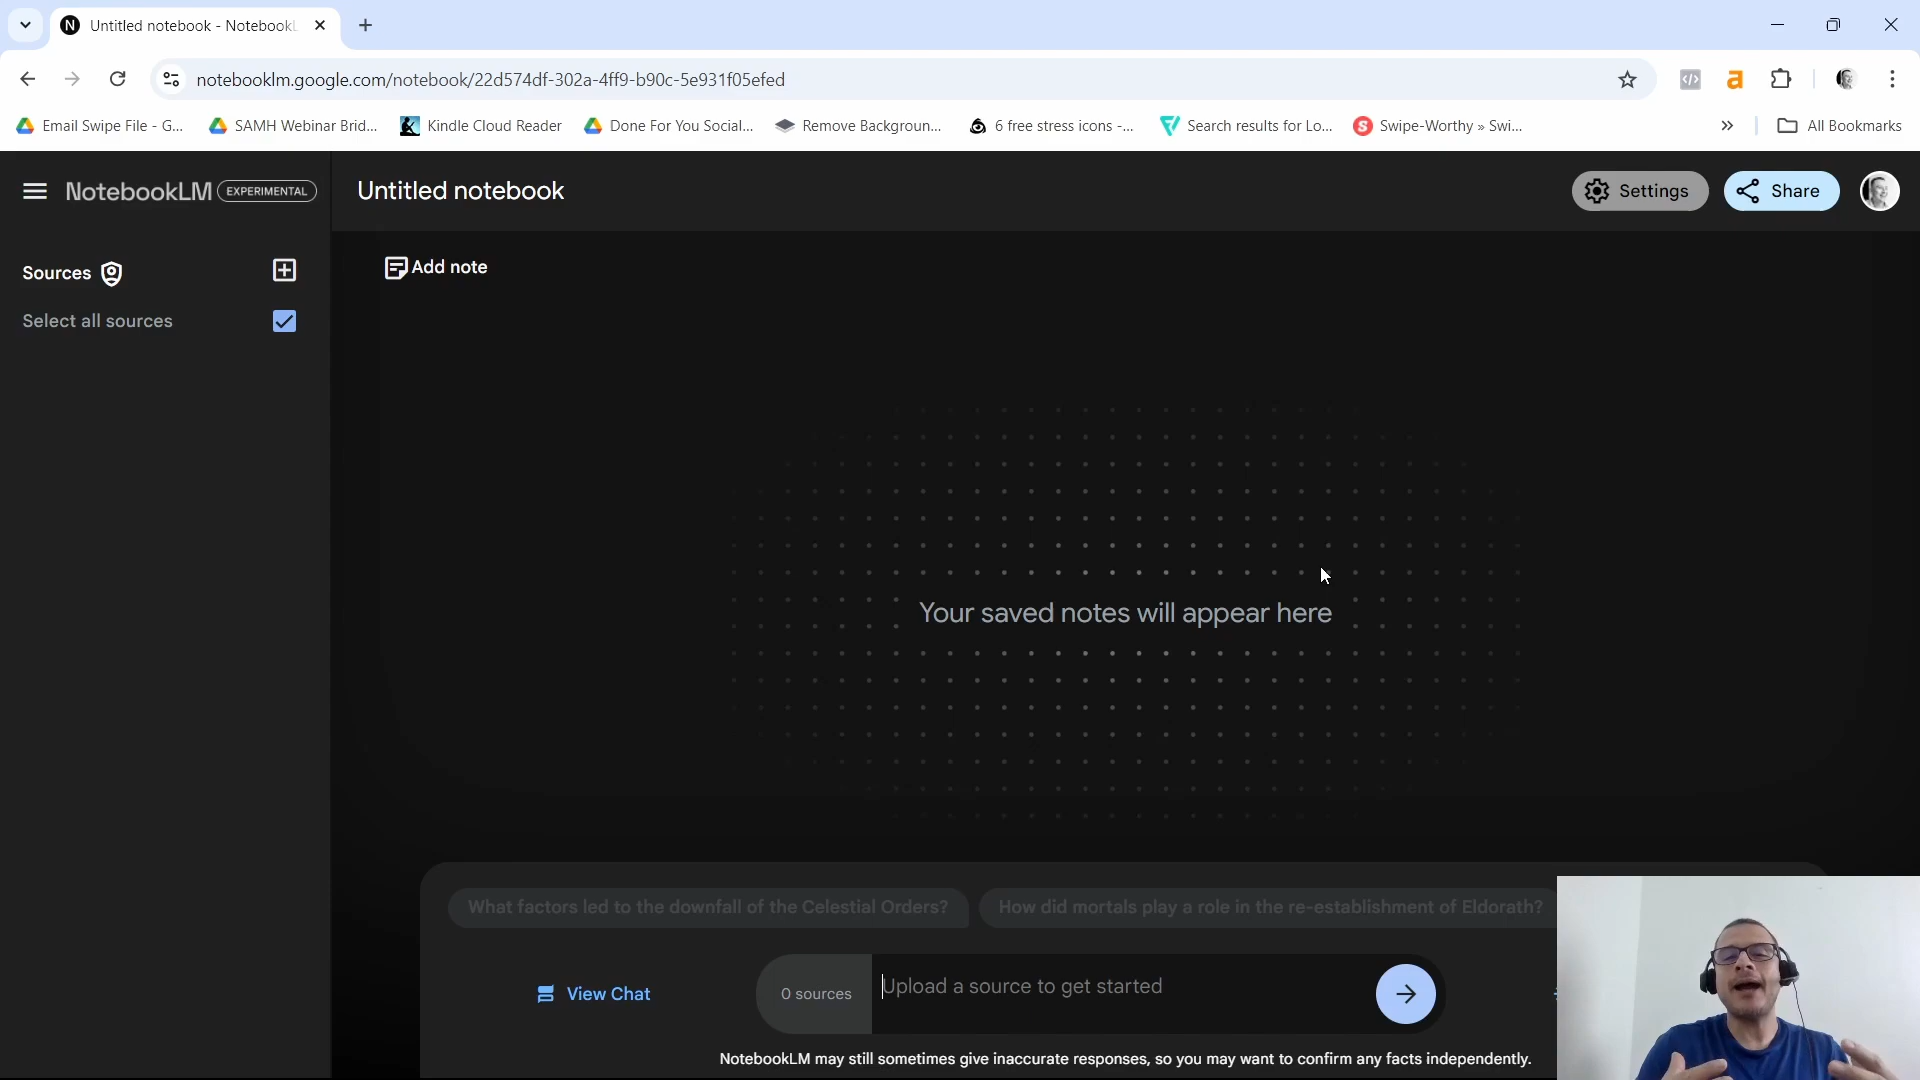 Untitled notebook - Notebook
notebooklm.google.com/notebook/22d574df-302a-4ff9-b90c-5e931f05efed
Email Swipe File - G...
SAMH Webinar Brid...
Kindle Cloud Reader
Done For You Social...
Remove Backgroun...
6 free stress icons -...
Search results for Lo...
Swipe-Worthy » Swi...
All Bookmarks
NotebookLM EXPERIMENTAL
Untitled notebook
Settings
Share
Sources
Add note
Select all sources
Your saved notes will appear here
What factors led to the downfall of the Celestial Orders?
How did mortals play a role in the re-establishment of Eldorath?
View Chat
0 sources
Upload a source to get started
NotebookLM may still sometimes give inaccurate responses, so you may want to confirm any facts independently.